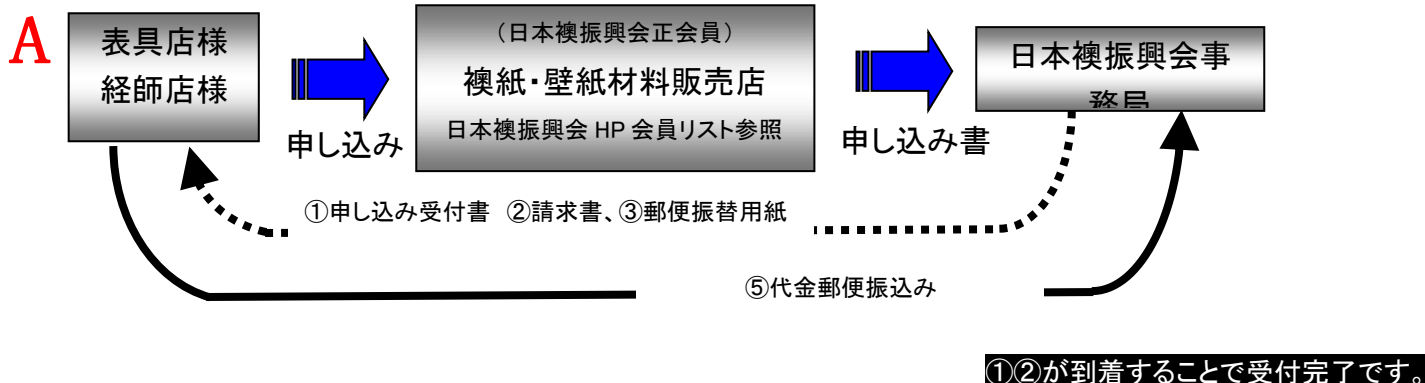 A
表具店様
経師店様
申し込み
（日本襖振興会正会員）
襖紙・壁紙材料販売店
日本襖振興会 HP 会員リスト参照
申し込み書
日本襖振興会事
務局
①申し込み受付書 ②請求書、③郵便振替用紙
⑤代金郵便振込み
①②が到着することで受付完了です。